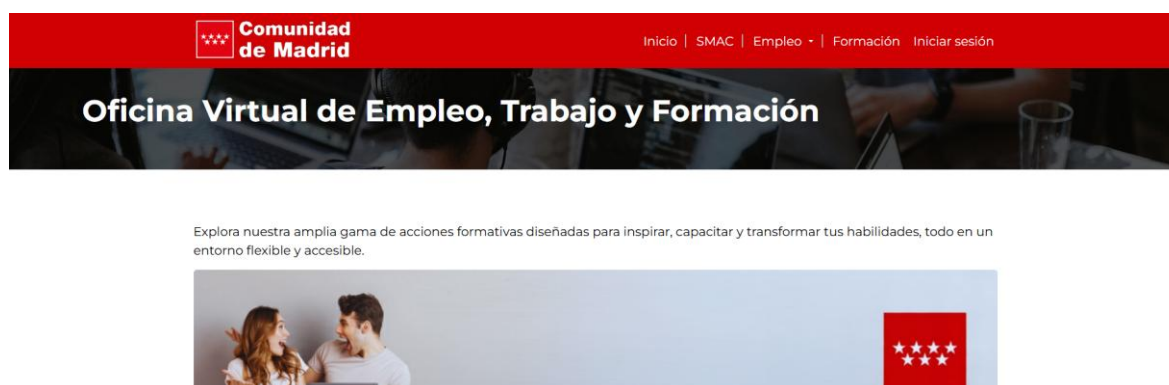 Comunidad
de Madrid
Inicio | SMAC | Empleo | Formación Iniciar sesión
Oficina Virtual de Empleo, Trabajo y Formación
Explora nuestra amplia gama de acciones formativas diseñadas para inspirar, capacitar y transformar tus habilidades, todo en un
entorno flexible y accesible.